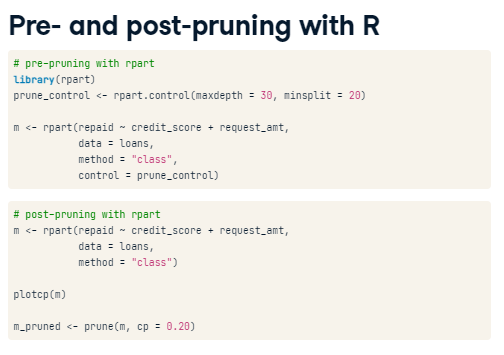 Pre- and post-pruning with R
# pre-pruning with rpart
library(rpart)
prune_control <- rpart.control(maxdepth = 30, minsplit = 20)
m <- rpart(repaid ~ credit_score + request_amt,
           data = loans,
           method = "class",
           control = prune_control)
# post-pruning with rpart
m <- rpart(repaid ~ credit_score + request_amt,
           data = loans,
           method = "class")
plotcp(m)
m_pruned <- prune(m, cp = 0.20)